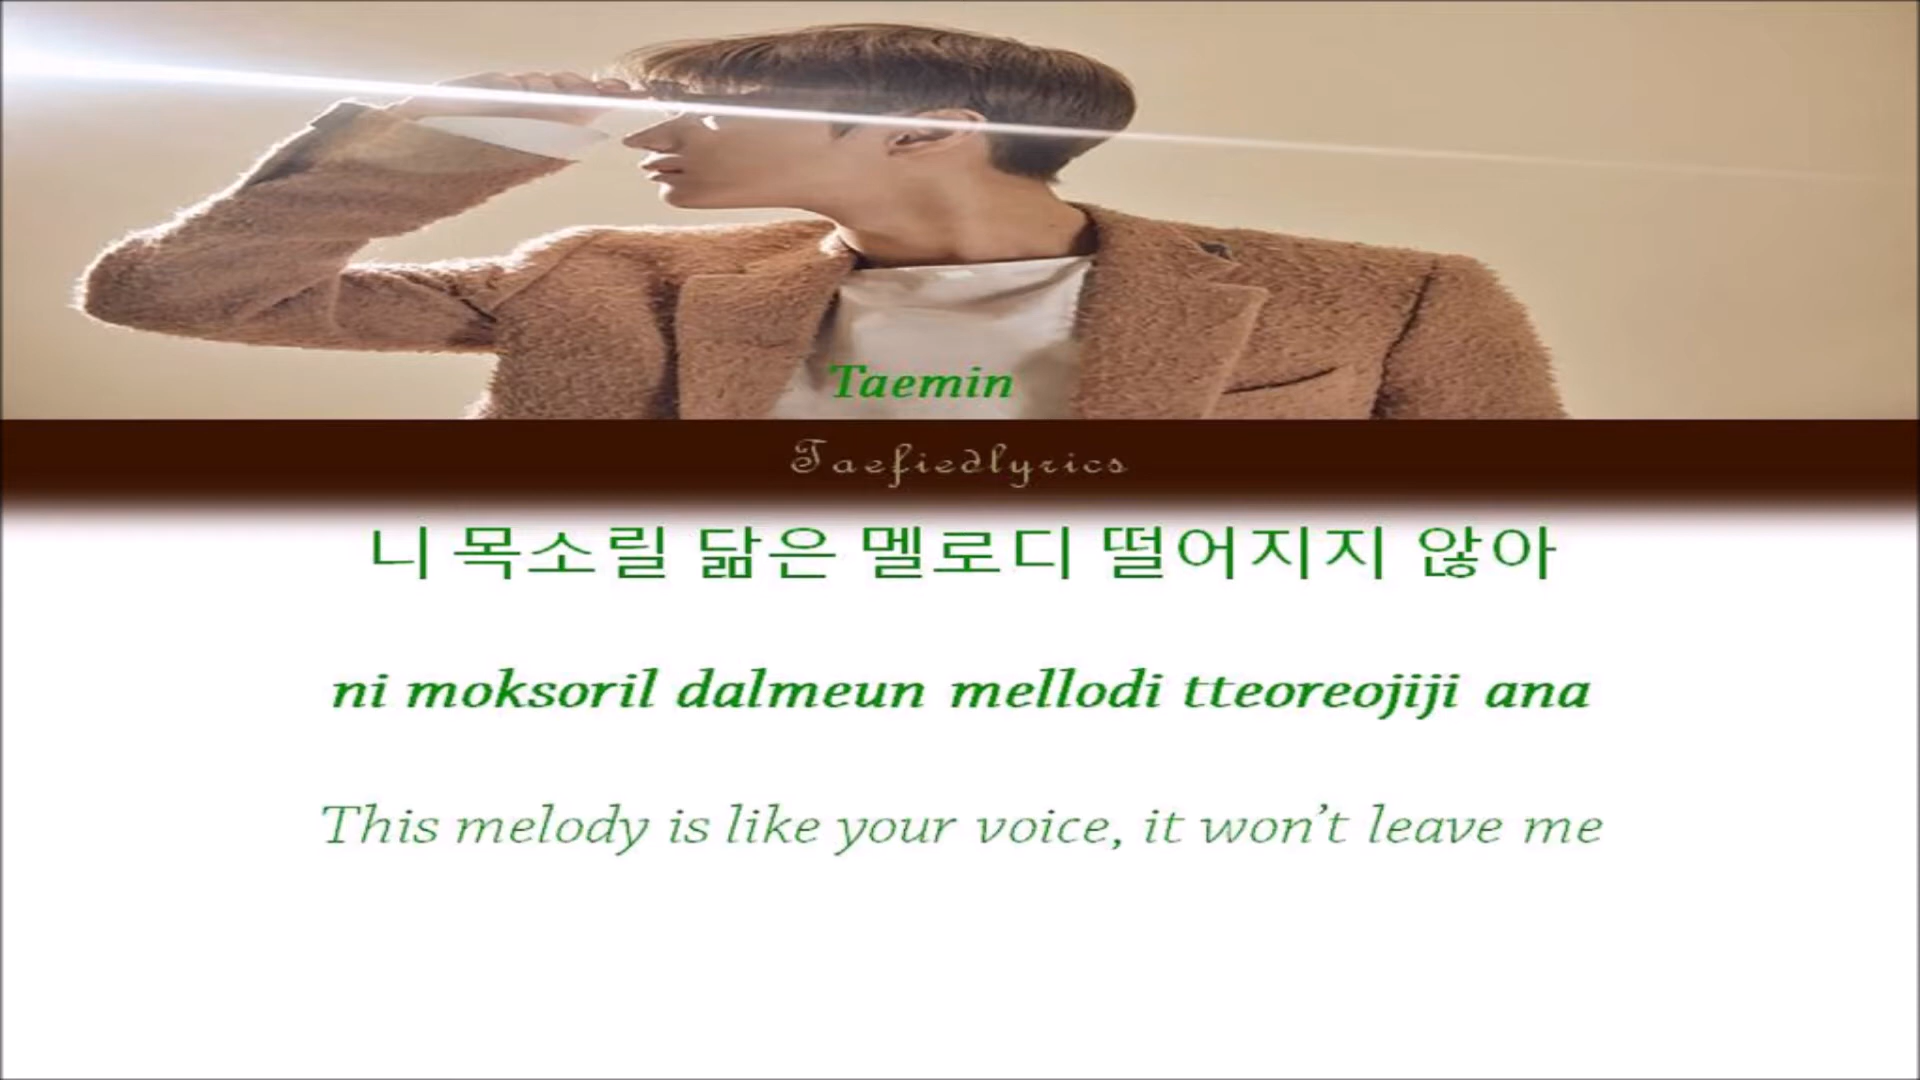 Taemin
Taefiedlyrics
니 목소릴 닮은 멜로디 떨어지지 않아
ni moksoril dalmeun mellodi tteoreojiji ana
This melody is like your voice, it won’t leave me